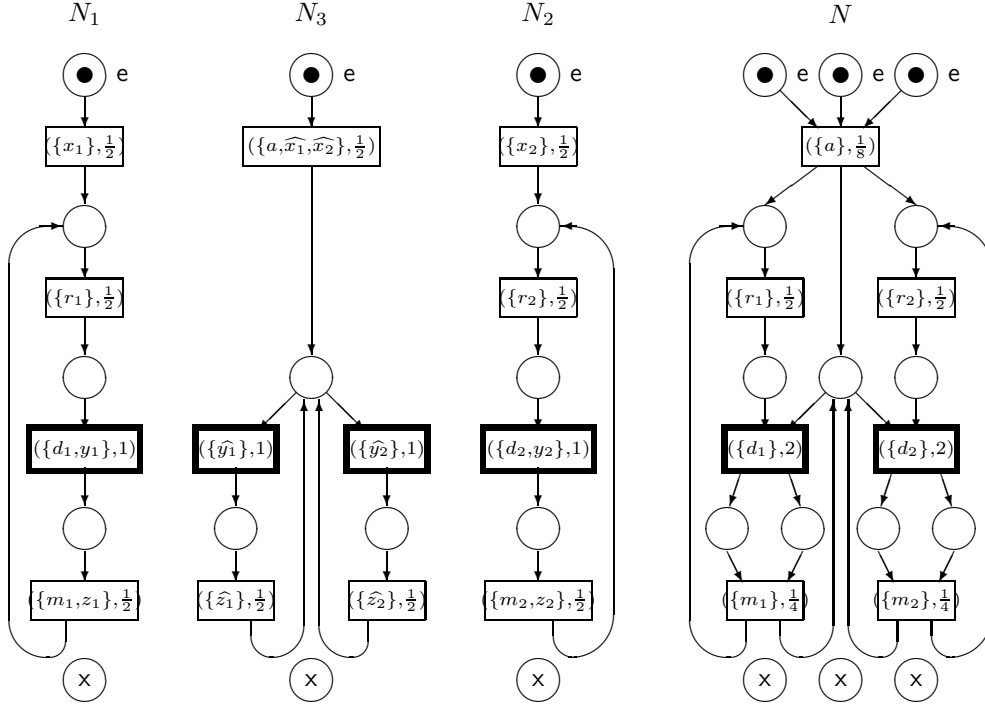 N₁ N₃ N₂ N
e e e e e e
({x₁},½) ({a,x̂₁,x̂₂},½) ({x₂},½) ({a},⅛)
({r₁},½) ({r₂},½) ({r₁},½) ({r₂},½)
({d₁,y₁},1) ({ŷ₁},1) ({ŷ₂},1) ({d₂,y₂},1) ({d₁},2) ({d₂},2)
({m₁,z₁},½) ({ẑ₁},½) ({ẑ₂},½) ({m₂,z₂},½) ({m₁},¼) ({m₂},¼)
x x x x x x